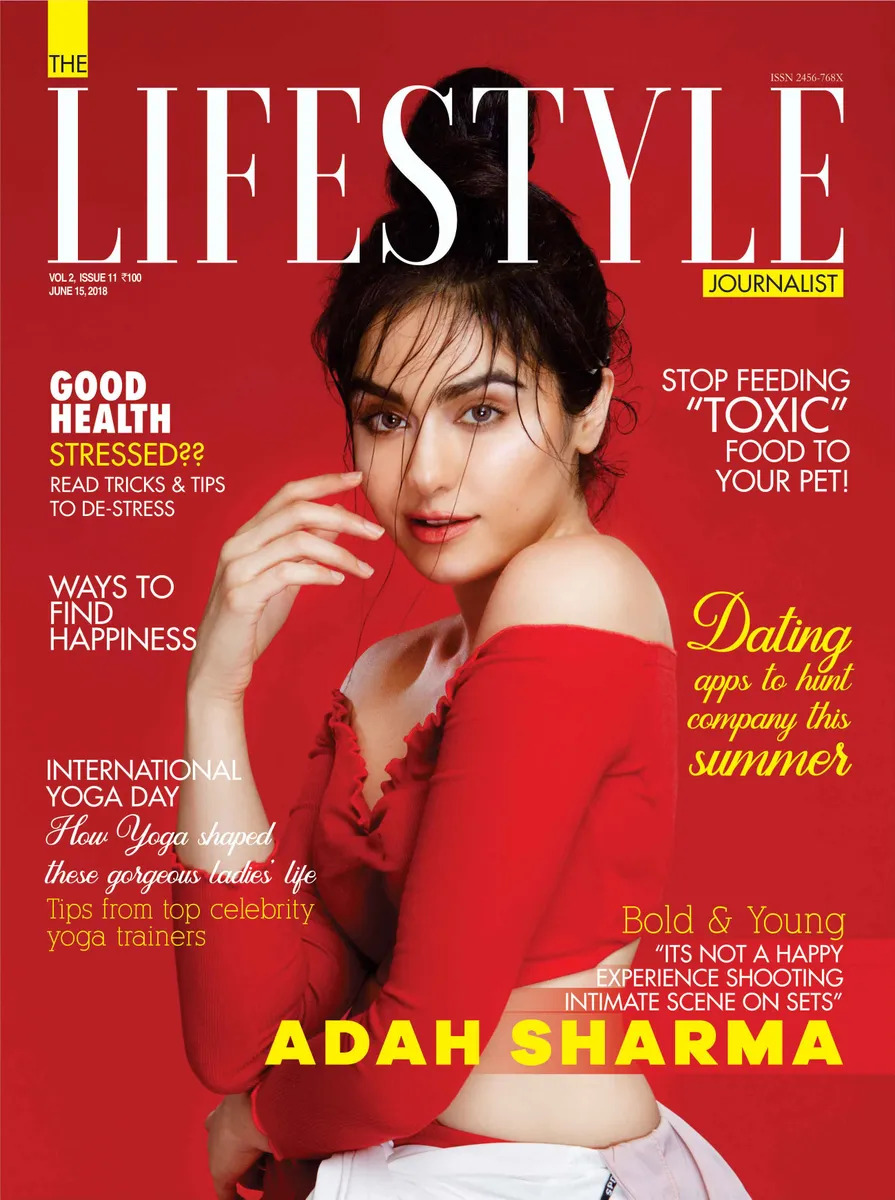 THE
ISSN 2456-768X
LIFESTYLE
JOURNALIST
VOL 2, ISSUE 11 ₹100
JUNE 15, 2018
GOOD
HEALTH
STRESSED??
READ TRICKS & TIPS
TO DE-STRESS
WAYS TO
FIND
HAPPINESS
INTERNATIONAL
YOGA DAY
How Yoga shaped
these gorgeous ladies' life
Tips from top celebrity
yoga trainers
STOP FEEDING
“TOXIC”
FOOD TO
YOUR PET!
Dating
apps to hunt
company this
summer
Bold & Young
“ITS NOT A HAPPY
EXPERIENCE SHOOTING
INTIMATE SCENE ON SETS”
ADAH SHARMA